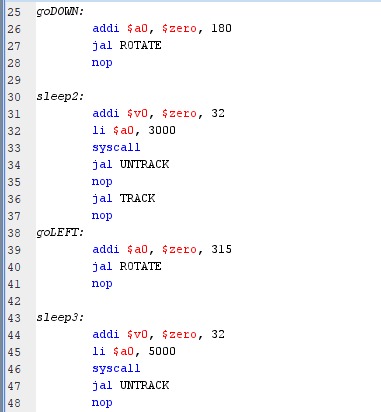 25 goDOWN:
26 addi $a0, $zero, 180
27 jal ROTATE
28 nop
29
30 sleep2:
31 addi $v0, $zero, 32
32 li $a0, 3000
33 syscall
34 jal UNTRACK
35 nop
36 jal TRACK
37 nop
38 goLEFT:
39 addi $a0, $zero, 315
40 jal ROTATE
41 nop
42
43 sleep3:
44 addi $v0, $zero, 32
45 li $a0, 5000
46 syscall
47 jal UNTRACK
48 nop